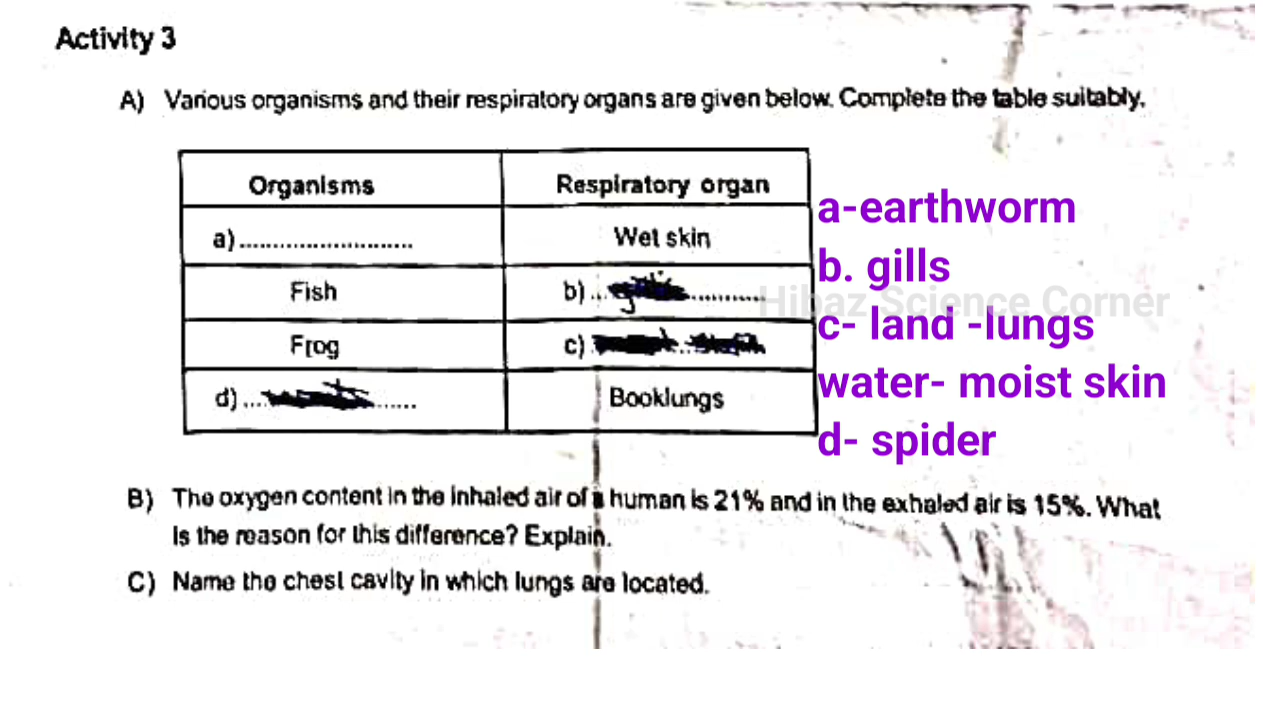 Activity 3
A) Various organisms and their respiratory organs are given below. Complete the table suitably.
Organisms
Respiratory organ
a)...........................
Wet skin
a-earthworm
Fish
b)..............
b. gills
Hibaz Science Corner
Frog
c)
c- land -lungs
d)..........
Booklungs
water- moist skin
d- spider
B) The oxygen content in the inhaled air of a human is 21% and in the exhaled air is 15%. What
is the reason for this difference? Explain.
C) Name the chest cavity in which lungs are located.